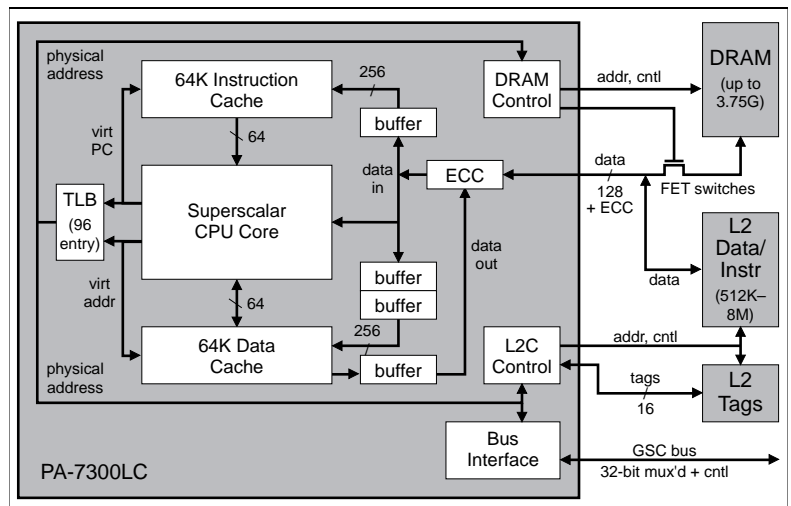 physical
address
64K Instruction
Cache
256
buffer
DRAM
Control
addr, cntl
DRAM
(up to
3.75G)
virt
PC
64
data
in
ECC
data
128
+ ECC
FET switches
TLB
(96
entry)
Superscalar
CPU Core
data
out
L2
Data/
Instr
(512K–
8M)
virt
addr
buffer
buffer
data
64
256
64K Data
Cache
buffer
L2C
Control
addr, cntl
physical
address
tags
16
L2
Tags
Bus
Interface
GSC bus
32-bit mux'd + cntl
PA-7300LC